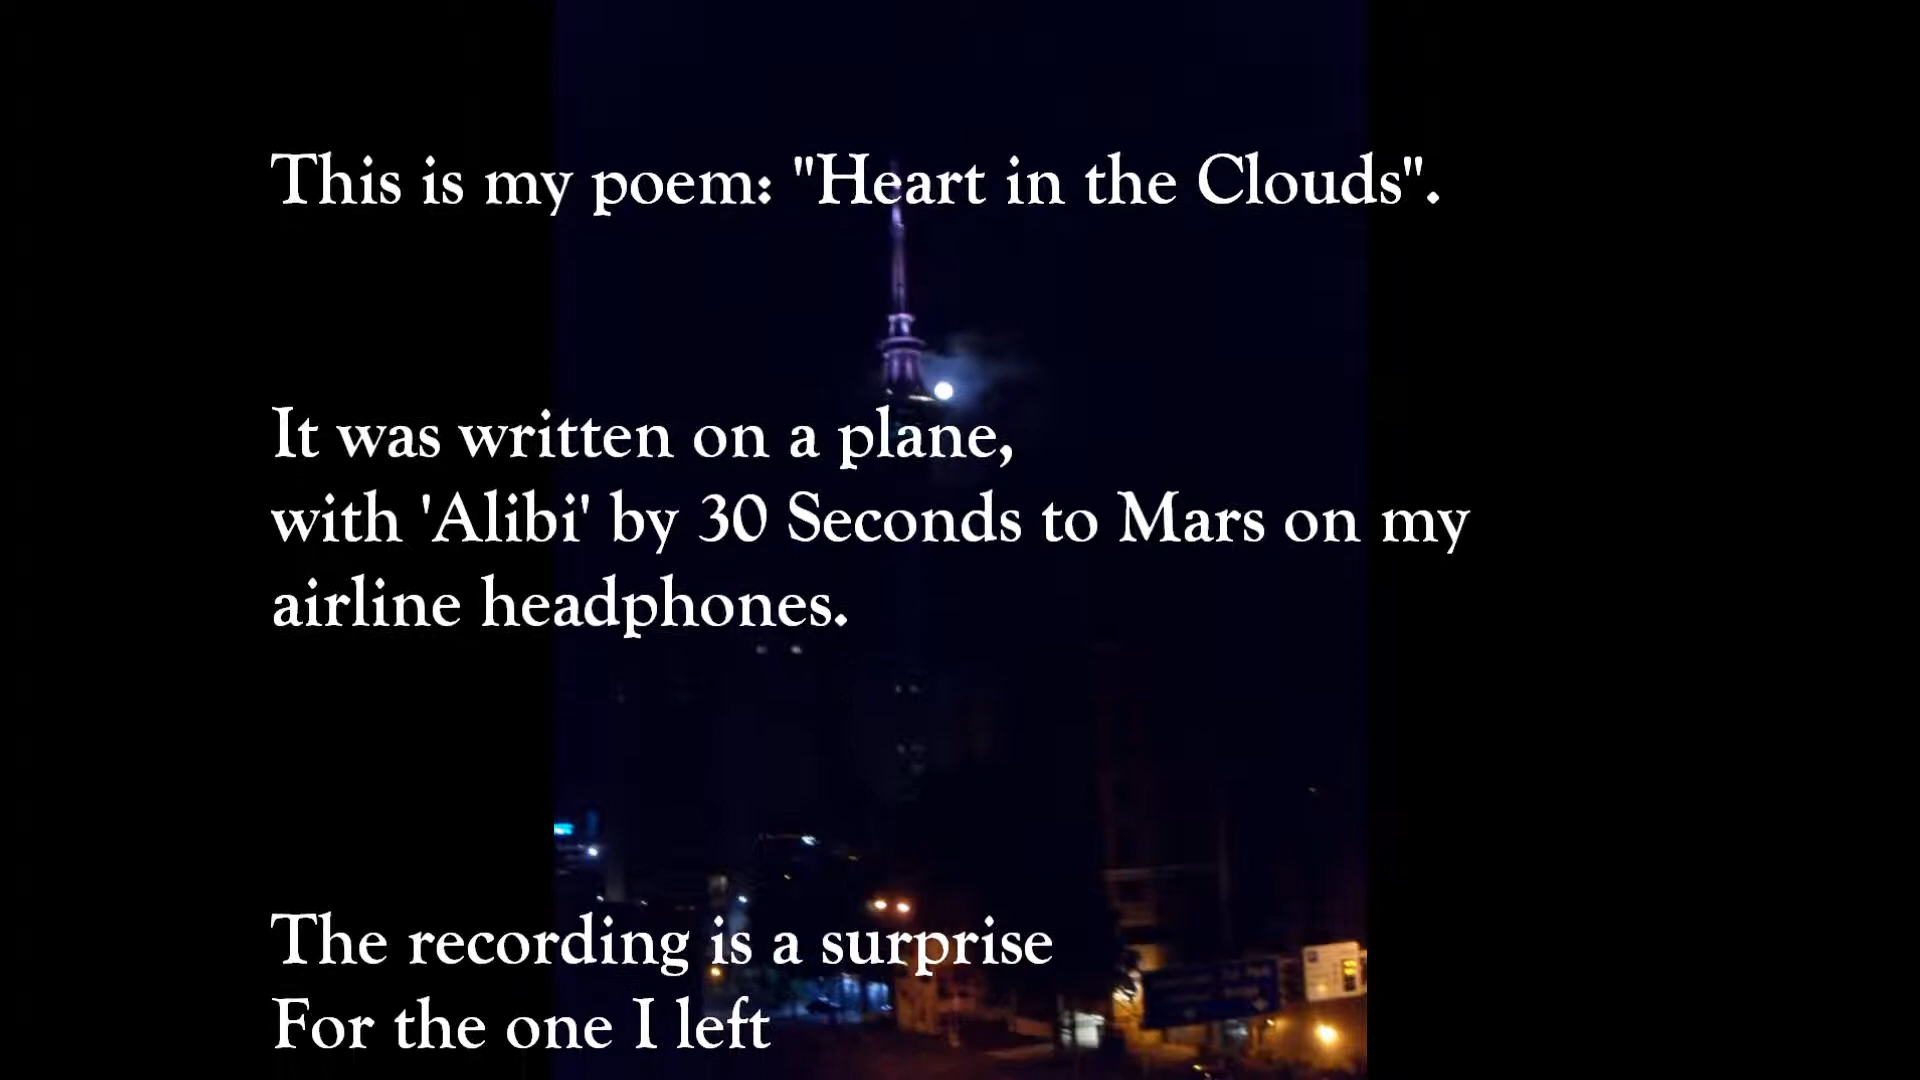 This is my poem: "Heart in the Clouds".
It was written on a plane,
with 'Alibi' by 30 Seconds to Mars on my
airline headphones.
The recording is a surprise
For the one I left